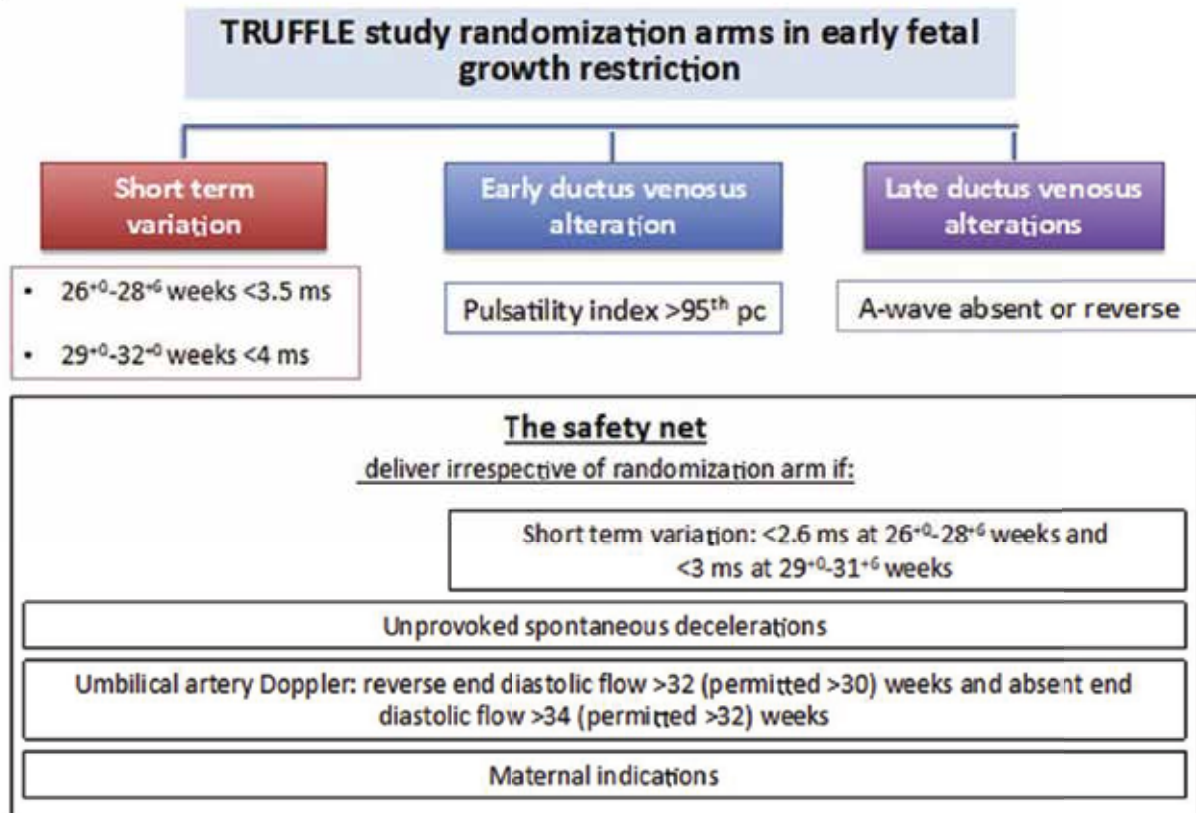 TRUFFLE study randomization arms in early fetal
growth restriction
Short term
variation
Early ductus venosus
alteration
Late ductus venosus
alterations
• 26⁺⁰-28⁺⁶ weeks <3.5 ms
• 29⁺⁰-32⁺⁰ weeks <4 ms
Pulsatility index >95ᵗʰ pc
A-wave absent or reverse
The safety net
deliver irrespective of randomization arm if:
Short term variation: <2.6 ms at 26⁺⁰-28⁺⁶ weeks and
<3 ms at 29⁺⁰-31⁺⁶ weeks
Unprovoked spontaneous decelerations
Umbilical artery Doppler: reverse end diastolic flow >32 (permitted >30) weeks and absent end
diastolic flow >34 (permitted >32) weeks
Maternal indications